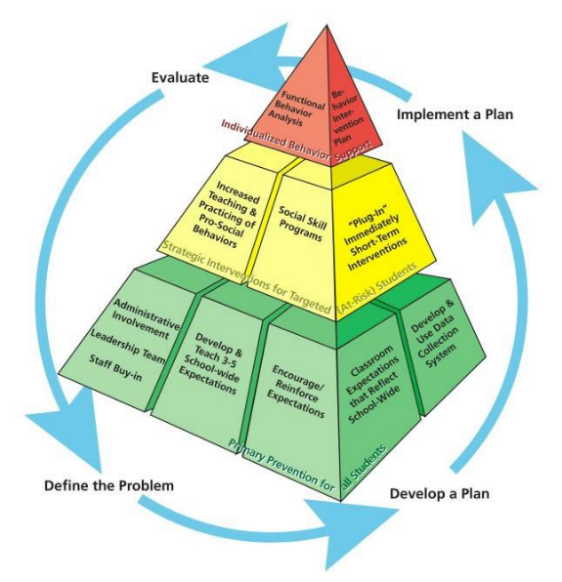 Evaluate
Implement a Plan
Functional
Behavior
Analysis
Be-
havior
Inter-
vention
Plan
Individualized Behavior Support
Increased
Teaching &
Practicing of
Pro-Social
Behaviors
Social Skill
Programs
"Plug-In"
Immediately
Short-Term
Interventions
Strategic Interventions for Targeted (At-Risk) Students
Administrative
Involvement
Leadership Team
Staff Buy-in
Develop &
Teach 3-5
School-wide
Expectations
Encourage/
Reinforce
Expectations
Classroom
Expectations
that Reflect
School-Wide
Develop &
Use Data
Collection
System
Primary Prevention for all Students
Define the Problem
Develop a Plan